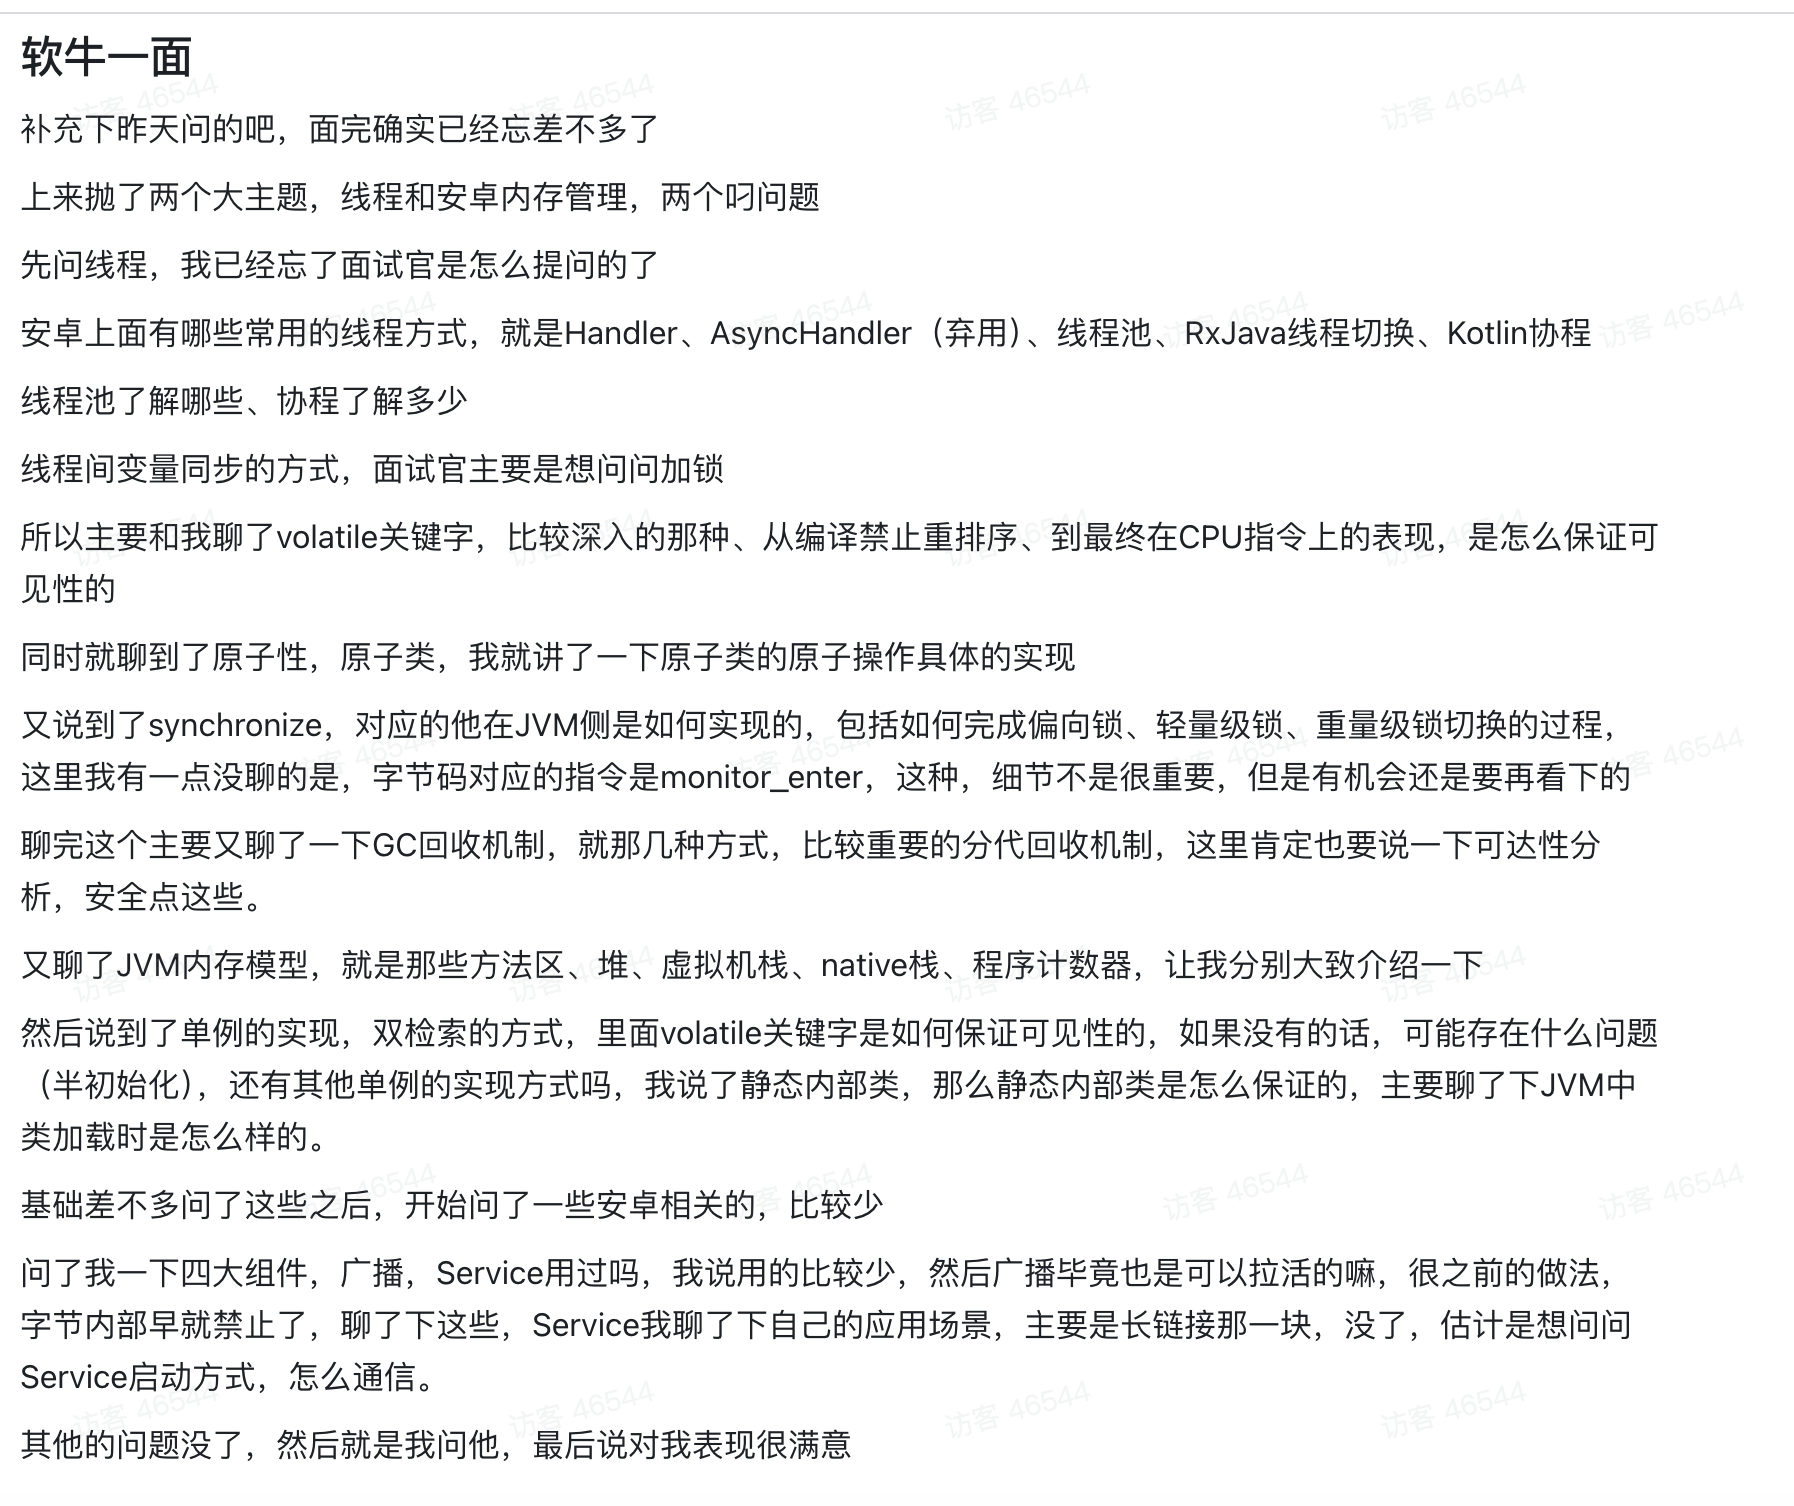 软牛一面
补充下昨天问的吧，面完确实已经忘差不多了
上来抛了两个大主题，线程和安卓内存管理，两个叼问题
先问线程，我已经忘了面试官是怎么提问的了
安卓上面有哪些常用的线程方式，就是Handler、AsyncHandler（弃用）、线程池、RxJava线程切换、Kotlin协程
线程池了解哪些、协程了解多少
线程间变量同步的方式，面试官主要是想问问加锁
所以主要和我聊了volatile关键字，比较深入的那种、从编译禁止重排序、到最终在CPU指令上的表现，是怎么保证可
见性的
同时就聊到了原子性，原子类，我就讲了一下原子类的原子操作具体的实现
又说到了synchronize，对应的他在JVM侧是如何实现的，包括如何完成偏向锁、轻量级锁、重量级锁切换的过程，
这里我有一点没聊的是，字节码对应的指令是monitor_enter，这种，细节不是很重要，但是有机会还是要再看下的
聊完这个主要又聊了一下GC回收机制，就那几种方式，比较重要的分代回收机制，这里肯定也要说一下可达性分
析，安全点这些。
又聊了JVM内存模型，就是那些方法区、堆、虚拟机栈、native栈、程序计数器，让我分别大致介绍一下
然后说到了单例的实现，双检索的方式，里面volatile关键字是如何保证可见性的，如果没有的话，可能存在什么问题
（半初始化），还有其他单例的实现方式吗，我说了静态内部类，那么静态内部类是怎么保证的，主要聊了下JVM中
类加载时是怎么样的。
基础差不多问了这些之后，开始问了一些安卓相关的，比较少
问了我一下四大组件，广播，Service用过吗，我说用的比较少，然后广播毕竟也是可以拉活的嘛，很之前的做法，
字节内部早就禁止了，聊了下这些，Service我聊了下自己的应用场景，主要是长链接那一块，没了，估计是想问问
Service启动方式，怎么通信。
其他的问题没了，然后就是我问他，最后说对我表现很满意
访客 46544